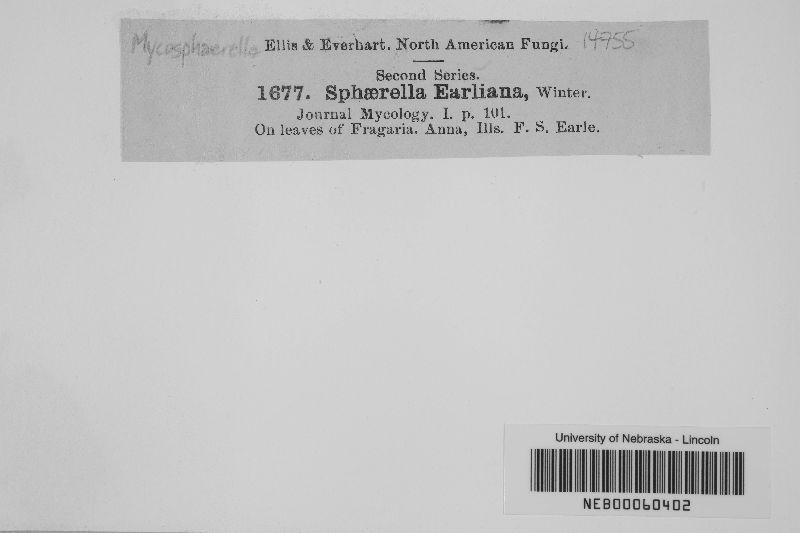 Mycosphaerella Ellis & Everhart. North American Fungi. 14755
Second Series.
1677. Sphærella Earliana, Winter.
Journal Mycology. I. p. 101.
On leaves of Fragaria. Anna, Ills. F. S. Earle.
University of Nebraska - Lincoln
NEB00060402